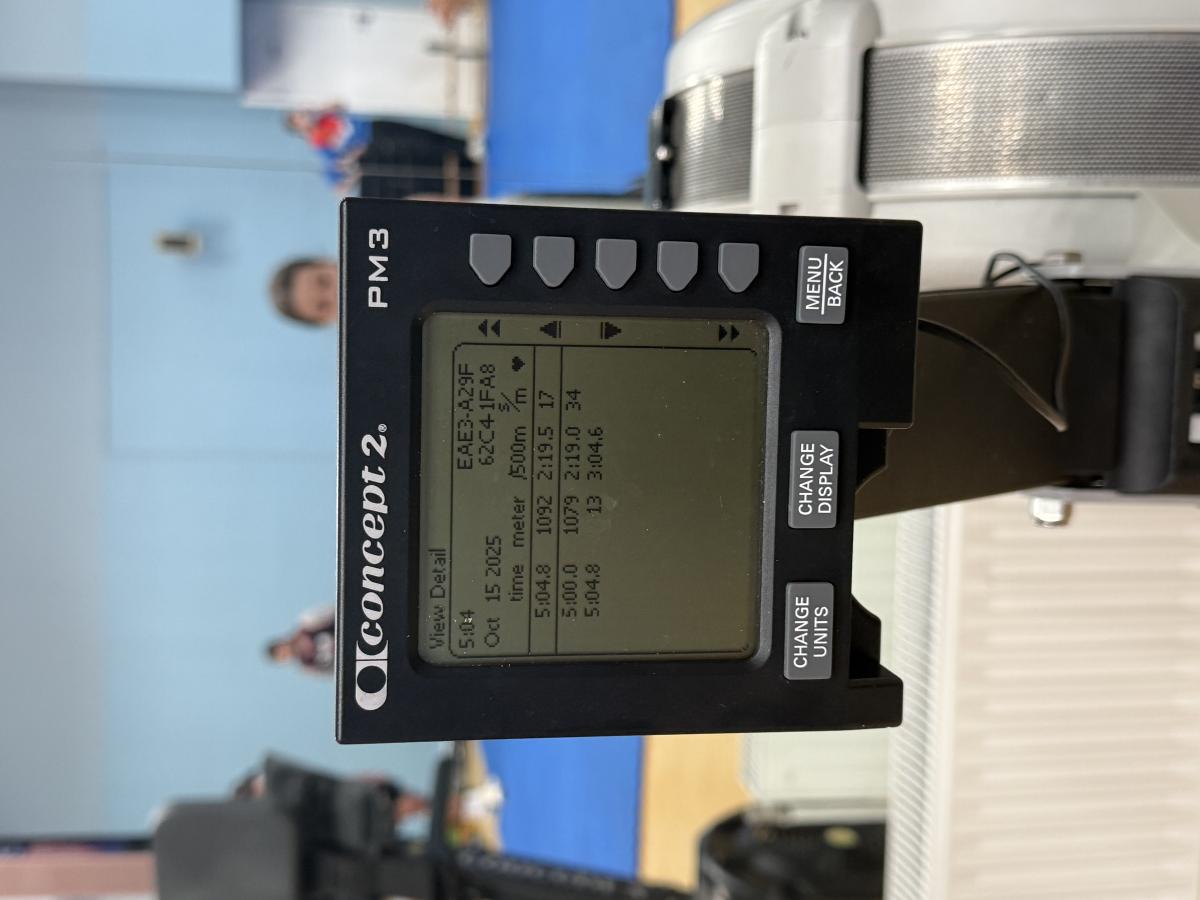 concept 2® PM3
View Detail
5:04 EAE3-A29F
Oct 15 2025 62C4-1FA8
time meter /500m s/m ♥
5:04.8 1092 2:19.5 17
5:00.0 1079 2:19.0 34
5:04.8 13 3:04.6
CHANGE UNITS
CHANGE DISPLAY
MENU
BACK